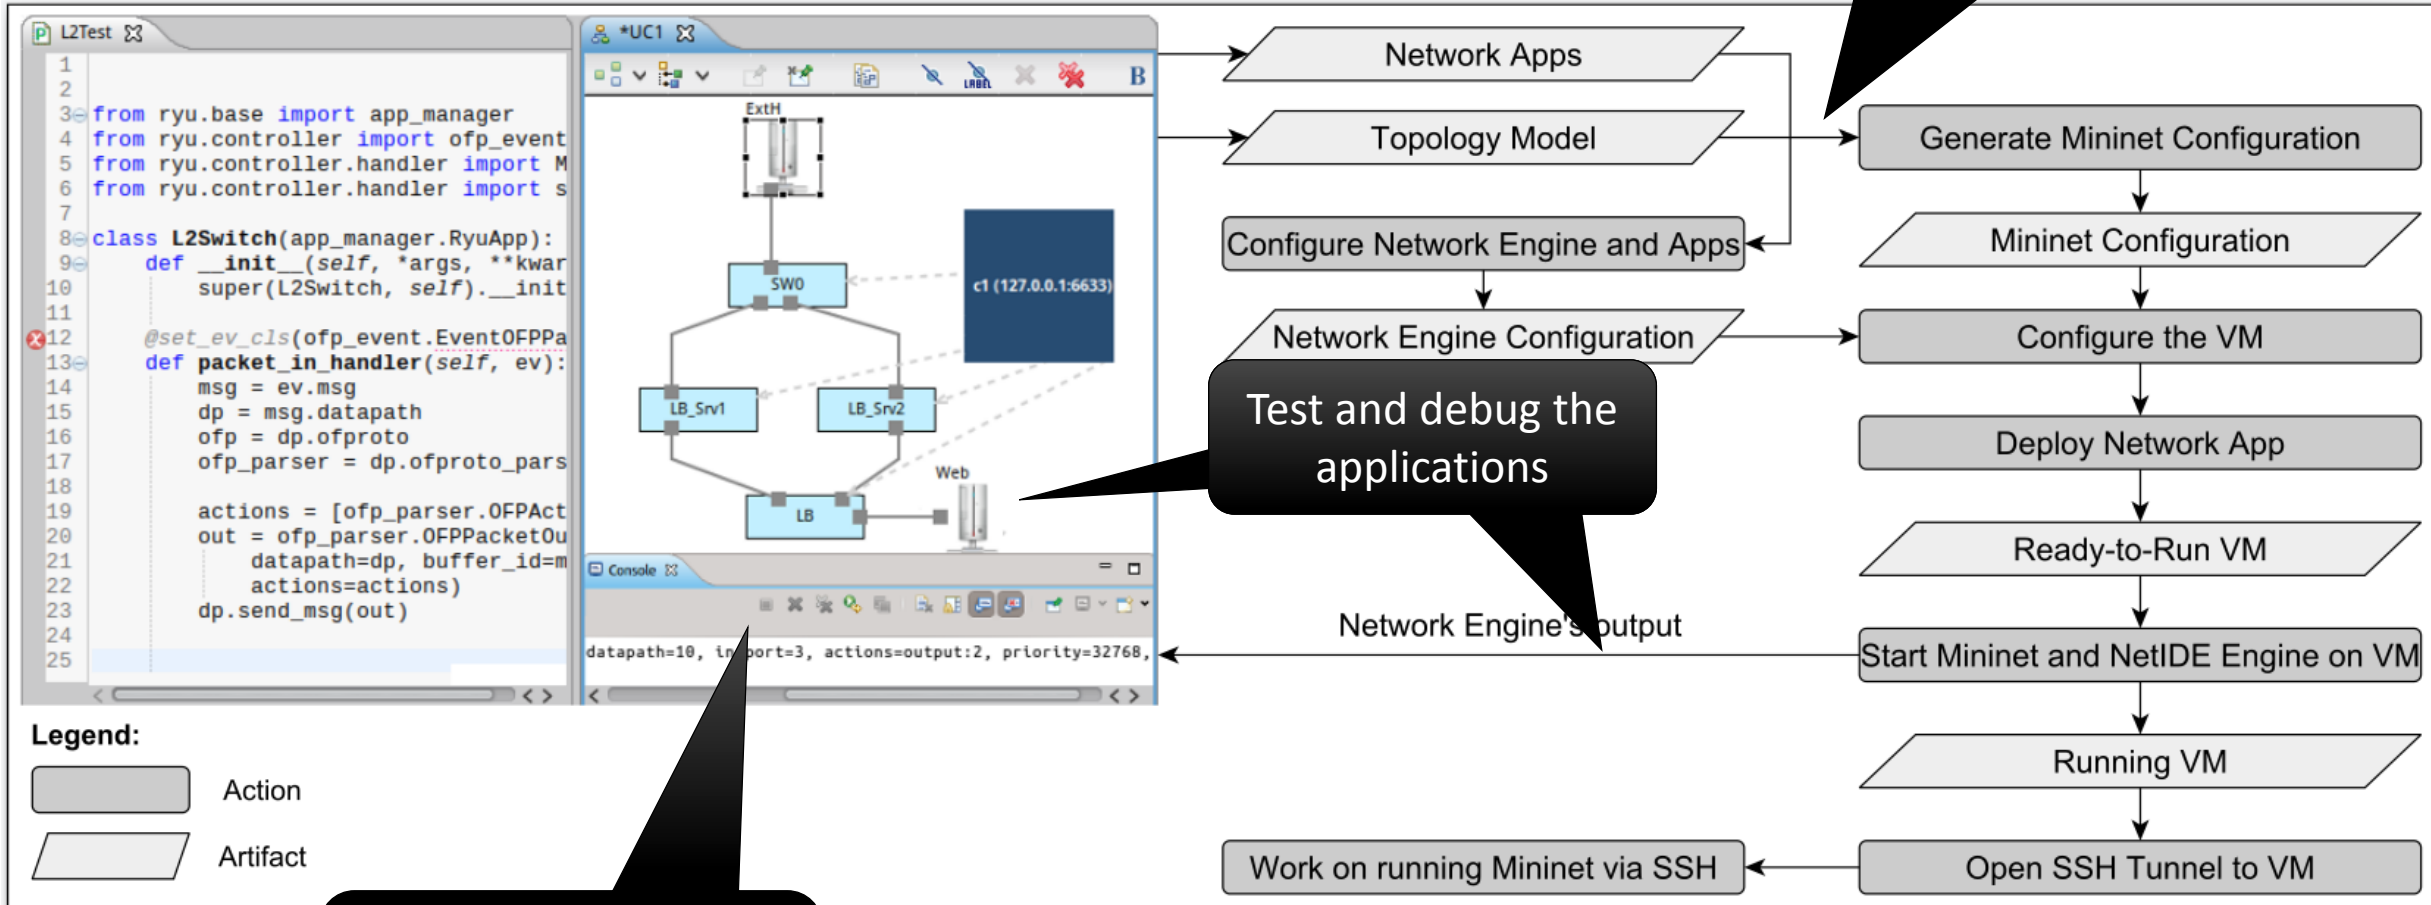 L2Test
1
2
3 from ryu.base import app_manager
4 from ryu.controller import ofp_event
5 from ryu.controller.handler import M
6 from ryu.controller.handler import s
7
8 class L2Switch(app_manager.RyuApp):
9 def __init__(self, *args, **kwar
10 super(L2Switch, self).__init
11
12 @set_ev_cls(ofp_event.EventOFPPa
13 def packet_in_handler(self, ev):
14 msg = ev.msg
15 dp = msg.datapath
16 ofp = dp.ofproto
17 ofp_parser = dp.ofproto_pars
18
19 actions = [ofp_parser.OFPAct
20 out = ofp_parser.OFPPacketOu
21 datapath=dp, buffer_id=m
22 actions=actions)
23 dp.send_msg(out)
24
25
*UC1
LABEL
B
ExtH
SW0
c1 (127.0.0.1:6633)
LB_Srv1
LB_Srv2
Web
LB
Console
datapath=10, in_port=3, actions=output:2, priority=32768,
Network Apps
Topology Model
Generate Mininet Configuration
Configure Network Engine and Apps
Mininet Configuration
Network Engine Configuration
Configure the VM
Test and debug the
applications
Deploy Network App
Ready-to-Run VM
Network Engine's output
Start Mininet and NetIDE Engine on VM
Running VM
Work on running Mininet via SSH
Open SSH Tunnel to VM
Legend:
Action
Artifact